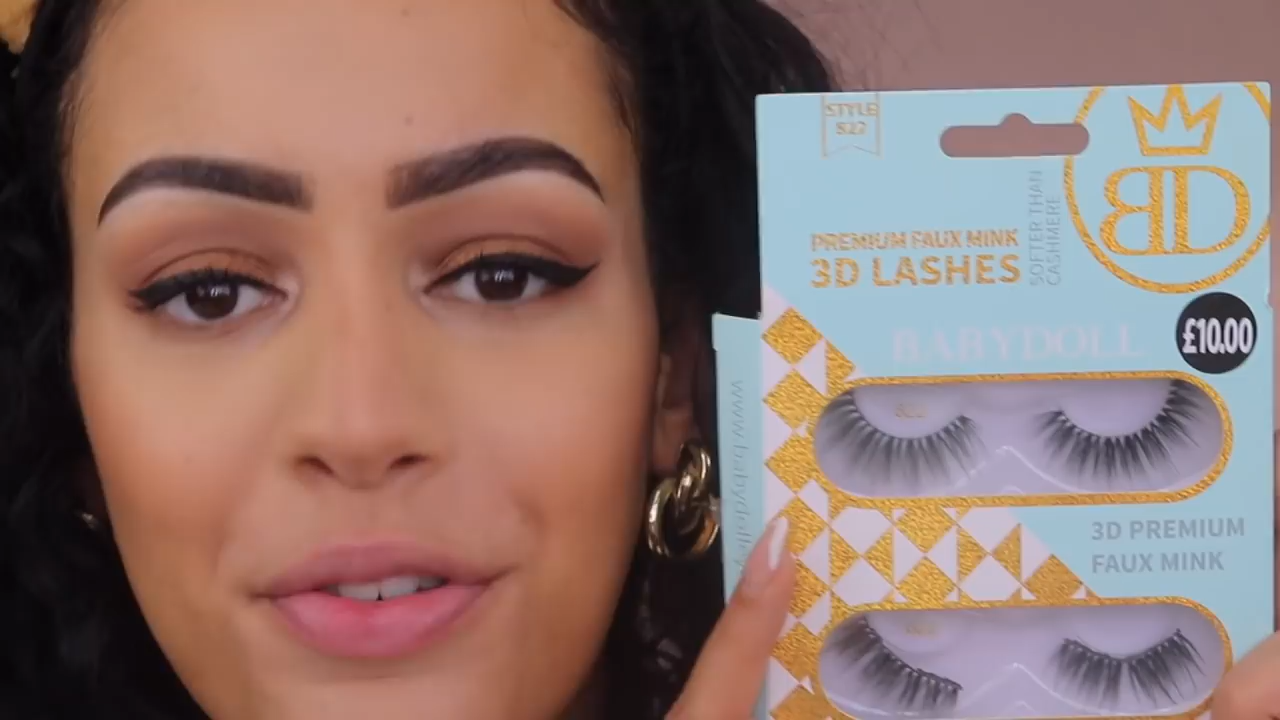 STYLE
527
BD
SOFTER THAN
CASHMERE
PREMIUM FAUX MINK
3D LASHES
BABYDOLL
£10.00
3D PREMIUM
FAUX MINK